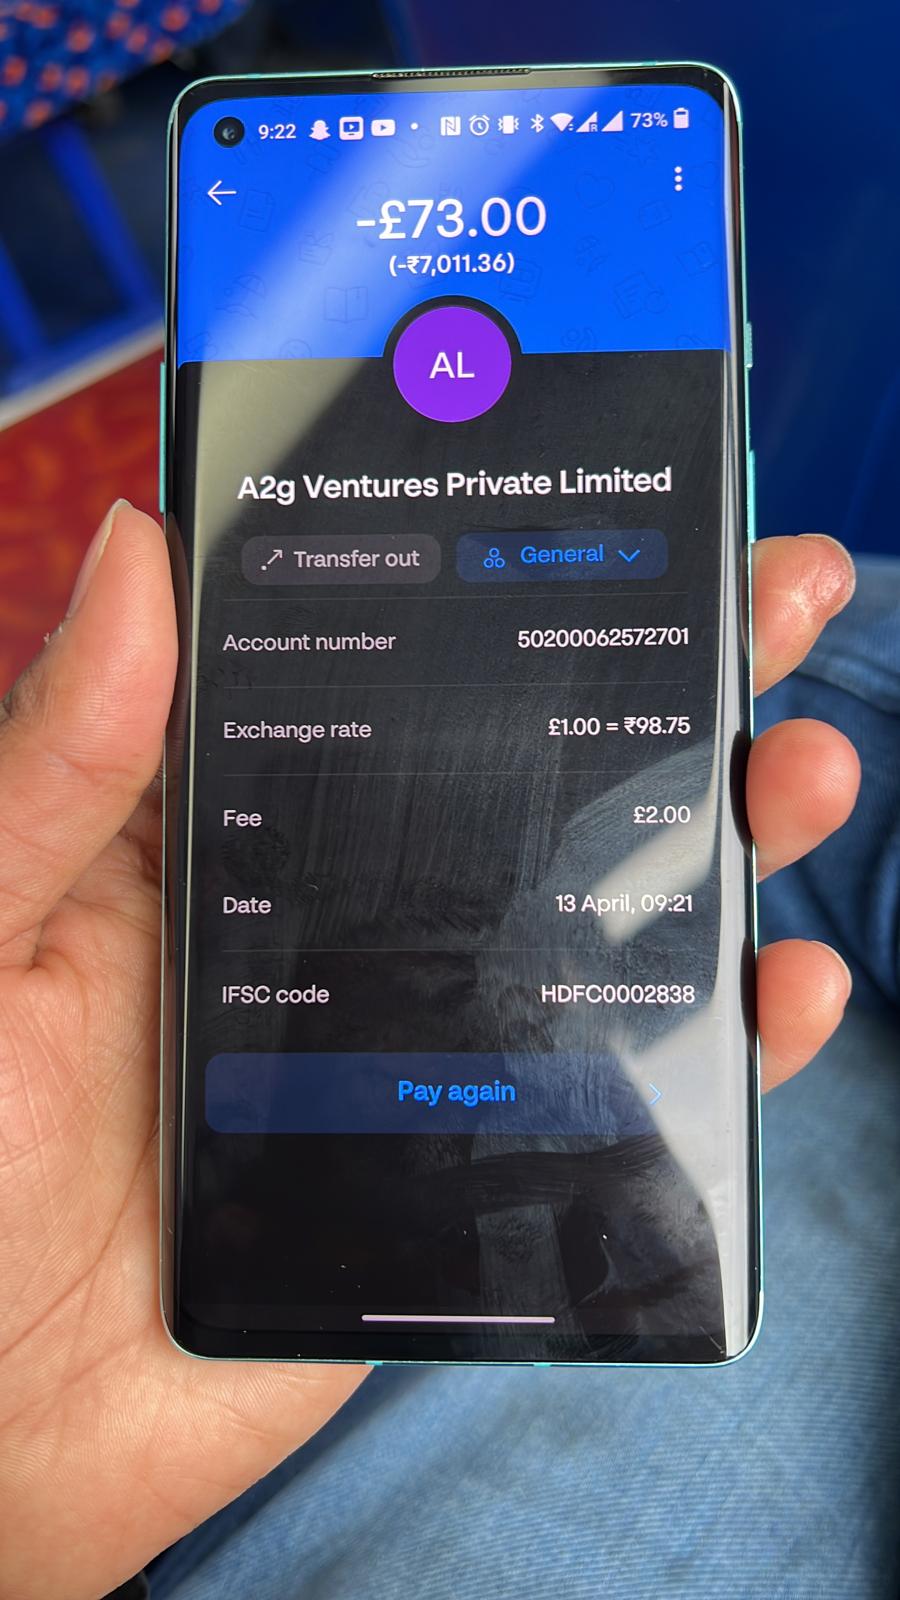 9:22 73%
-£73.00
(-₹7,011.36)
AL
A2g Ventures Private Limited
Transfer out General
Account number 50200062572701
Exchange rate £1.00 = ₹98.75
Fee £2.00
Date 13 April, 09:21
IFSC code HDFC0002838
Pay again